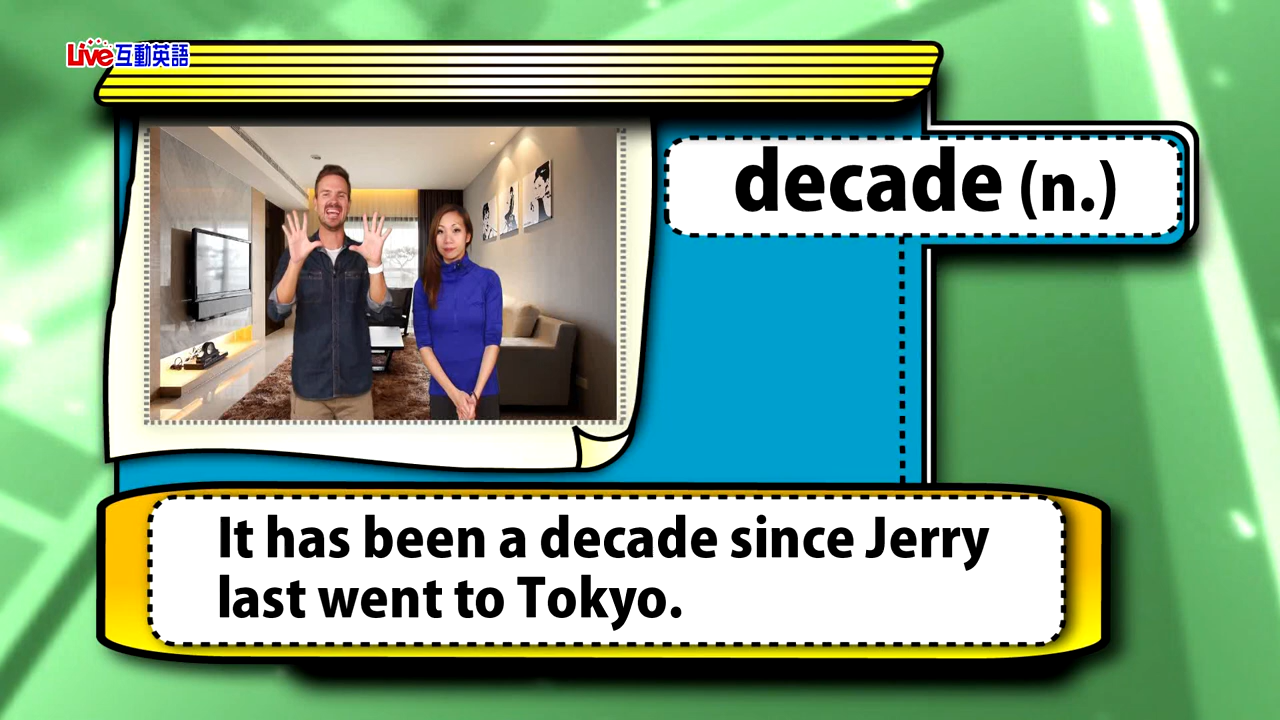 Live互動英語
decade (n.)
It has been a decade since Jerry
last went to Tokyo.